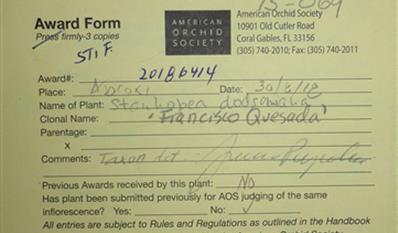 Award Form
Press firmly-3 copies
AMERICAN
ORCHID
SOCIETY
American Orchid Society
10901 Old Cutler Road
Coral Gables, FL 33156
(305) 740-2010; Fax: (305) 740-2011
Award#: 20186414
Place: Date: 30/8/18
Name of Plant: Stanhopea dodsoniana
Clonal Name: 'Francisco Quesada'
Parentage:
x
Comments: Taxon
Previous Awards received by this plant: No
Has plant been submitted previously for AOS judging of the same
inflorescence? Yes: No:
All entries are subject to Rules and Regulations as outlined in the Handbook
Orchid Society